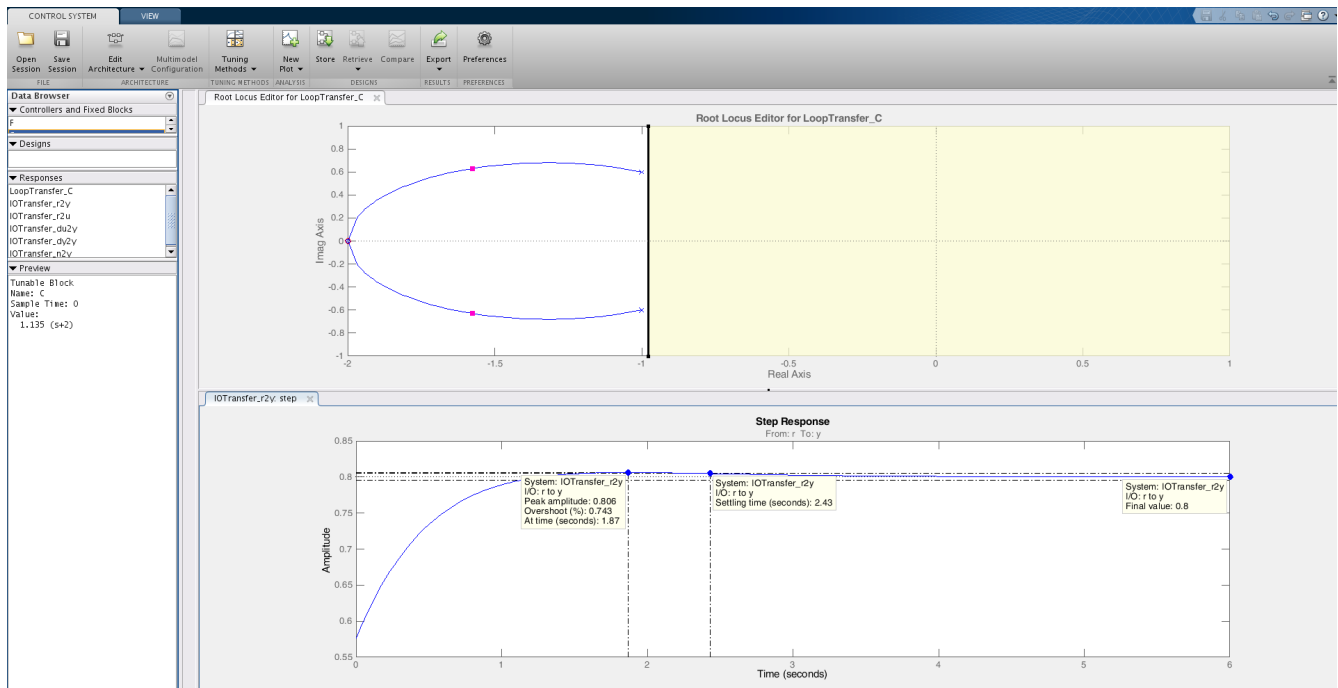 CONTROL SYSTEM VIEW
Open Session
Save Session
Edit Architecture
Multimodel Configuration
Tuning Methods
New Plot
Store
Retrieve
Compare
Export
Preferences
FILE ARCHITECTURE TUNING METHODS ANALYSIS DESIGNS RESULTS PREFERENCES
Data Browser
Controllers and Fixed Blocks
F
Designs
Responses
LoopTransfer_C
IOTransfer_r2y
IOTransfer_r2u
IOTransfer_du2y
IOTransfer_dy2y
IOTransfer_n2y
Preview
Tunable Block
Name: C
Sample Time: 0
Value:
1.135 (s+2)
Root Locus Editor for LoopTransfer_C
Root Locus Editor for LoopTransfer_C
Imag Axis
1
0.8
0.6
0.4
0.2
0
-0.2
-0.4
-0.6
-0.8
-1
-2 -1.5 -1 -0.5 0 0.5 1
Real Axis
IOTransfer_r2y: step
Step Response
From: r To: y
Amplitude
0.85
0.8
0.75
0.7
0.65
0.6
0.55
System: IOTransfer_r2y
I/O: r to y
Peak amplitude: 0.806
Overshoot (%): 0.743
At time (seconds): 1.87
System: IOTransfer_r2y
I/O: r to y
Settling time (seconds): 2.43
System: IOTransfer_r2y
I/O: r to y
Final value: 0.8
0 1 2 3 4 5 6
Time (seconds)